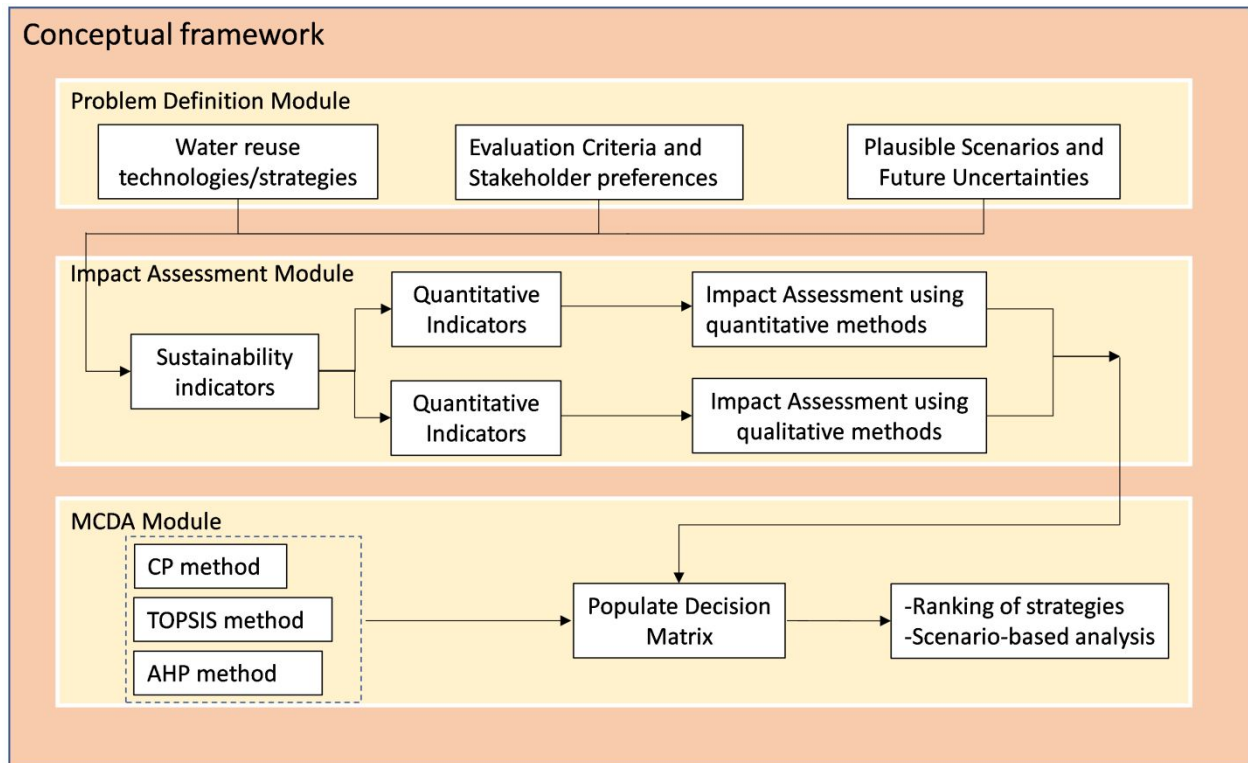 Conceptual framework
Problem Definition Module
Water reuse
technologies/strategies
Evaluation Criteria and
Stakeholder preferences
Plausible Scenarios and
Future Uncertainties
Impact Assessment Module
Sustainability
indicators
Quantitative
Indicators
Impact Assessment using
quantitative methods
Quantitative
Indicators
Impact Assessment using
qualitative methods
MCDA Module
CP method
TOPSIS method
AHP method
Populate Decision
Matrix
-Ranking of strategies
-Scenario-based analysis